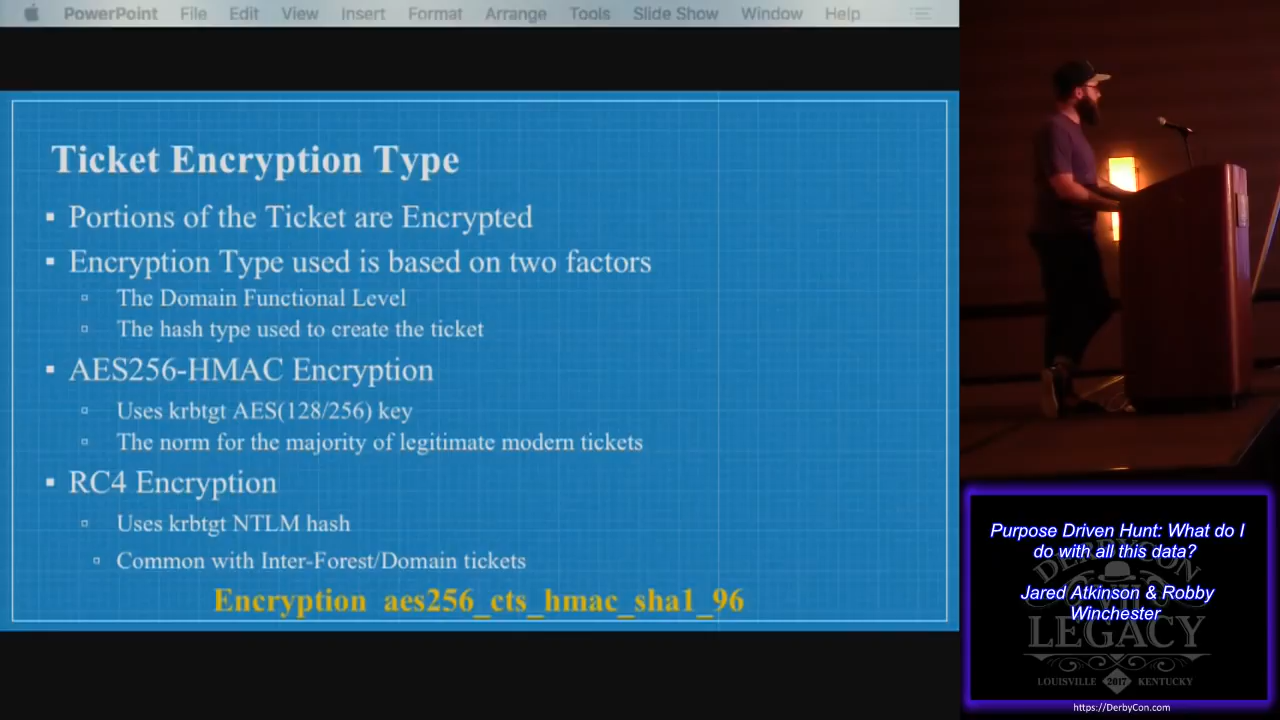 PowerPoint File Edit View Insert Format Arrange Tools Slide Show Window Help
Ticket Encryption Type
▪ Portions of the Ticket are Encrypted
▪ Encryption Type used is based on two factors
▫ The Domain Functional Level
▫ The hash type used to create the ticket
▪ AES256-HMAC Encryption
▫ Uses krbtgt AES(128/256) key
▫ The norm for the majority of legitimate modern tickets
▪ RC4 Encryption
▫ Uses krbtgt NTLM hash
▫ Common with Inter-Forest/Domain tickets
Encryption aes256_cts_hmac_sha1_96
Purpose Driven Hunt: What do I
do with all this data?
Jared Atkinson & Robby
Winchester
DERBYCON
LEGACY
LOUISVILLE 2017 KENTUCKY
https://DerbyCon.com